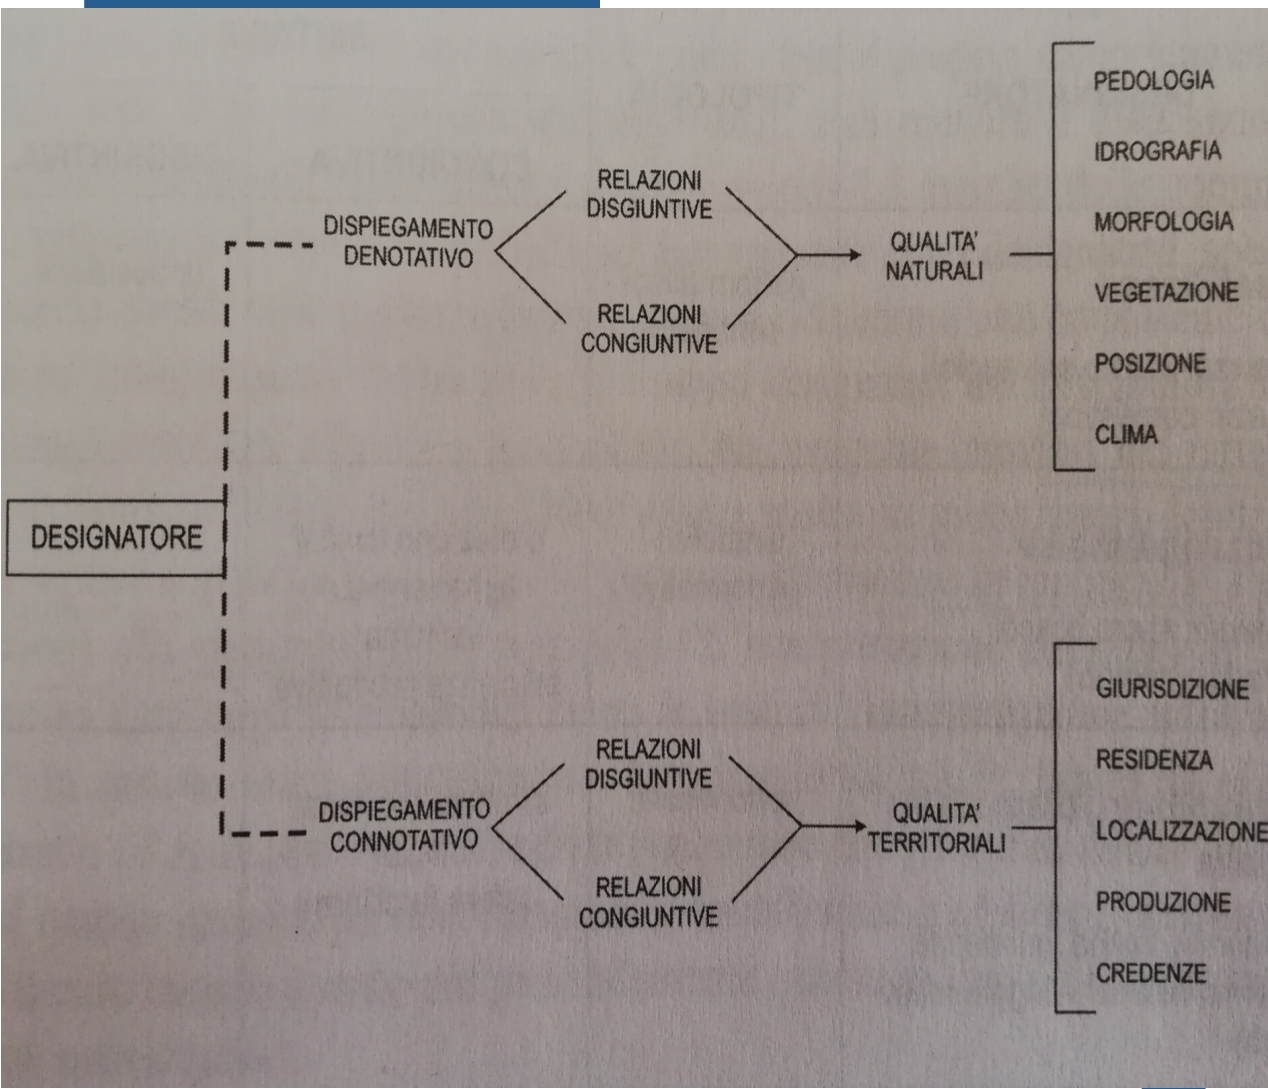 DESIGNATORE
DISPIEGAMENTO
DENOTATIVO
RELAZIONI
DISGIUNTIVE
RELAZIONI
CONGIUNTIVE
QUALITA'
NATURALI
PEDOLOGIA
IDROGRAFIA
MORFOLOGIA
VEGETAZIONE
POSIZIONE
CLIMA
DISPIEGAMENTO
CONNOTATIVO
RELAZIONI
DISGIUNTIVE
RELAZIONI
CONGIUNTIVE
QUALITA'
TERRITORIALI
GIURISDIZIONE
RESIDENZA
LOCALIZZAZIONE
PRODUZIONE
CREDENZE